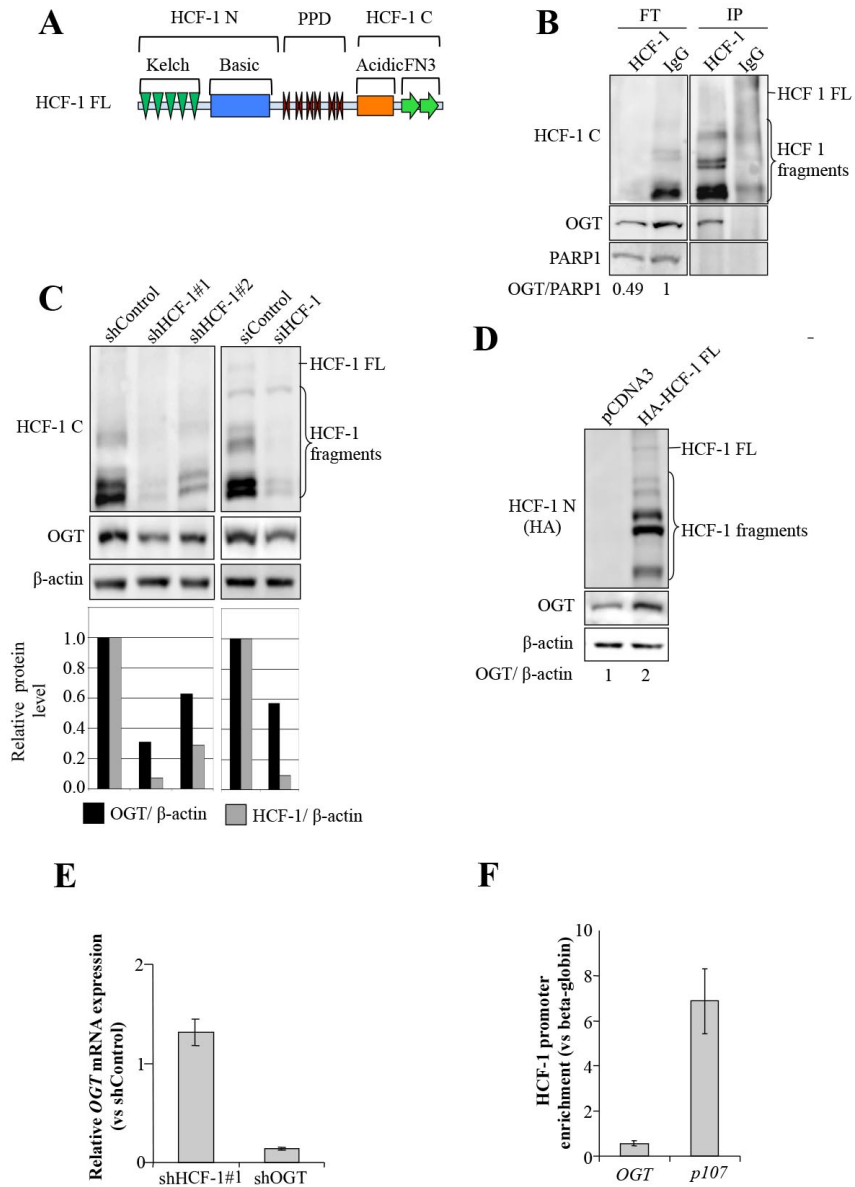 A
HCF-1 N
PPD
HCF-1 C
Kelch
Basic
Acidic
FN3
HCF-1 FL
B
FT
IP
HCF-1
IgG
HCF-1
IgG
HCF-1 C
HCF 1 FL
HCF 1
fragments
OGT
PARP1
OGT/PARP1
0.49
1
C
shControl
shHCF-1#1
shHCF-1#2
siControl
siHCF-1
HCF-1 FL
HCF-1 C
HCF-1
fragments
OGT
β-actin
Relative protein
level
1.0
0.8
0.6
0.4
0.2
0.0
OGT/ β-actin
HCF-1/ β-actin
D
pCDNA3
HA-HCF-1 FL
HCF-1 FL
HCF-1 N
(HA)
HCF-1 fragments
OGT
β-actin
OGT/ β-actin
1
2
E
Relative OGT mRNA expression
(vs shControl)
2
1
0
shHCF-1#1
shOGT
F
HCF-1 promoter
enrichment (vs beta-globin)
10
8
6
4
2
0
OGT
p107